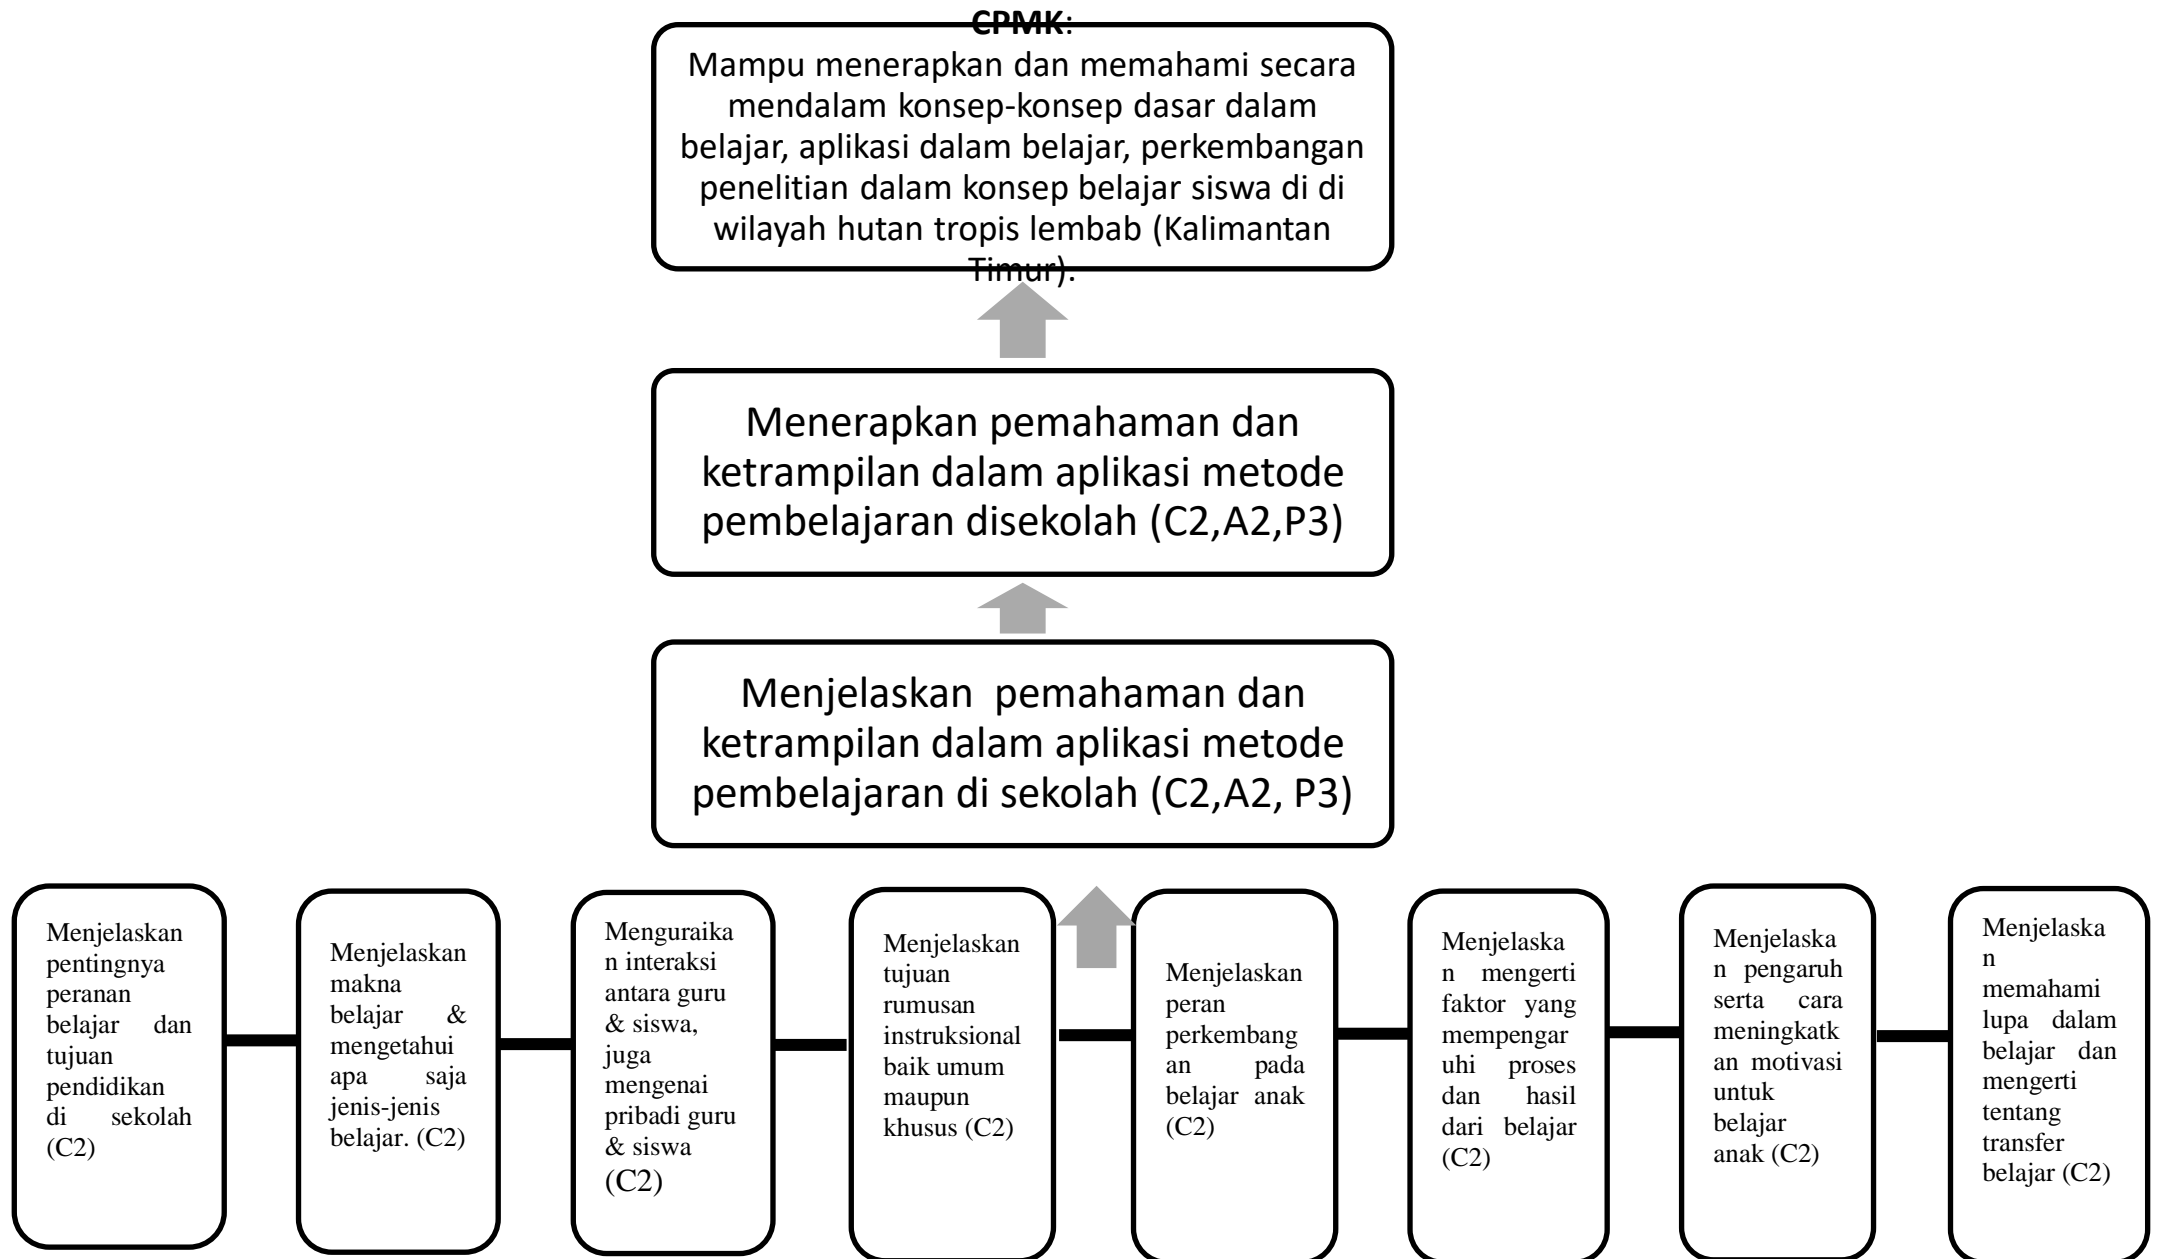 CPMK:
Mampu menerapkan dan memahami secara
mendalam konsep-konsep dasar dalam
belajar, aplikasi dalam belajar, perkembangan
penelitian dalam konsep belajar siswa di di
wilayah hutan tropis lembab (Kalimantan
Timur).
Menerapkan pemahaman dan
ketrampilan dalam aplikasi metode
pembelajaran disekolah (C2,A2,P3)
Menjelaskan pemahaman dan
ketrampilan dalam aplikasi metode
pembelajaran di sekolah (C2,A2, P3)
Menjelaskan
pentingnya
peranan
belajar dan
tujuan
pendidikan
di sekolah
(C2)
Menjelaskan
makna
belajar &
mengetahui
apa saja
jenis-jenis
belajar. (C2)
Menguraika
n interaksi
antara guru
& siswa,
juga
mengenai
pribadi guru
& siswa
(C2)
Menjelaskan
tujuan
rumusan
instruksional
baik umum
maupun
khusus (C2)
Menjelaskan
peran
perkembang
an pada
belajar anak
(C2)
Menjelaska
n mengerti
faktor yang
mempengar
uhi proses
dan hasil
dari belajar
(C2)
Menjelaska
n pengaruh
serta cara
meningkatk
an motivasi
untuk
belajar
anak (C2)
Menjelaska
n
memahami
lupa dalam
belajar dan
mengerti
tentang
transfer
belajar (C2)